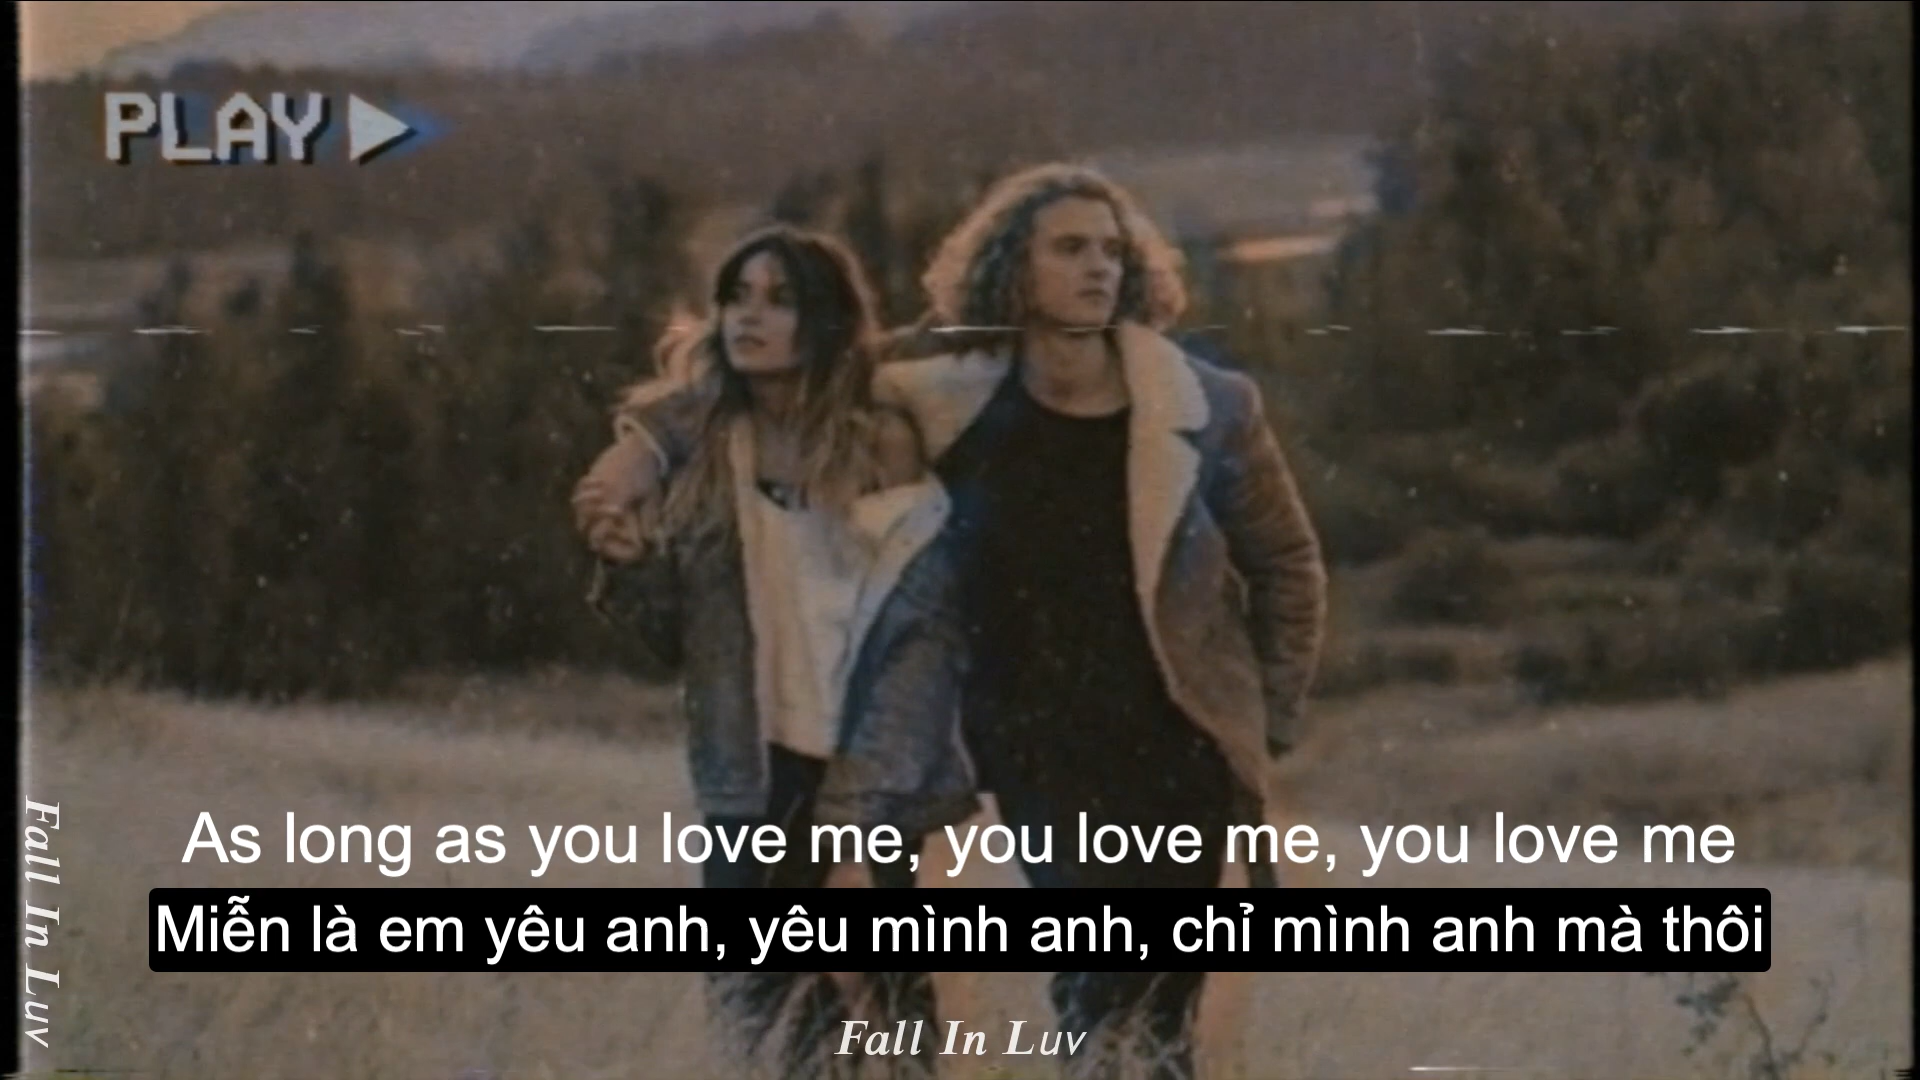 PLAY
As long as you love me, you love me, you love me
Miễn là em yêu anh, yêu mình anh, chỉ mình anh mà thôi
Fall In Luv
Fall In Luv